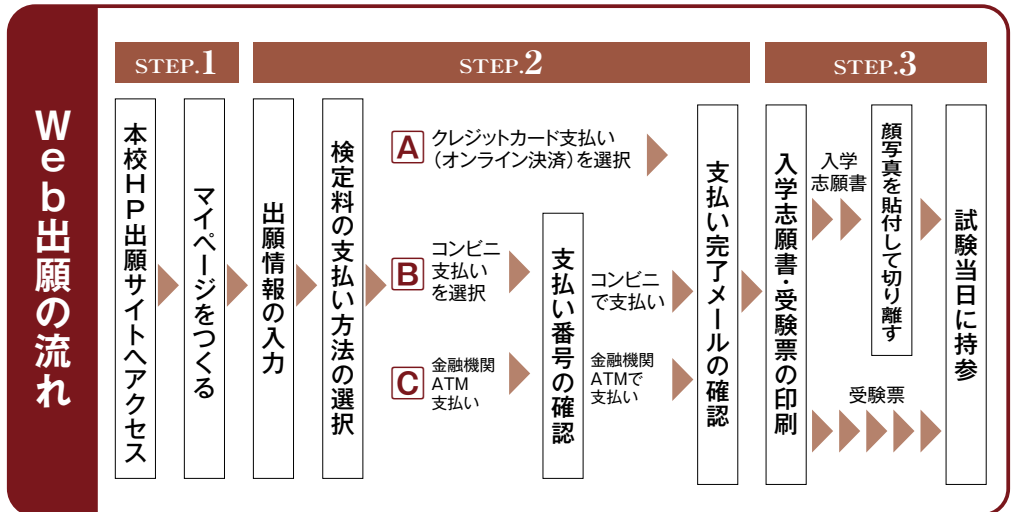 Web出願の流れ
STEP.1
本校HP出願サイトへアクセス
マイページをつくる
STEP.2
出願情報の入力
検定料の支払い方法の選択
A
クレジットカード支払い
（オンライン決済）を選択
B
コンビニ
支払い
を選択
C
金融機関
ATM
支払い
支払い番号の確認
コンビニ
で支払い
金融機関
ATMで
支払い
支払い完了メールの確認
STEP.3
入学志願書・受験票の印刷
入学
志願書
顔写真を貼付して切り離す
受験票
試験当日に持参